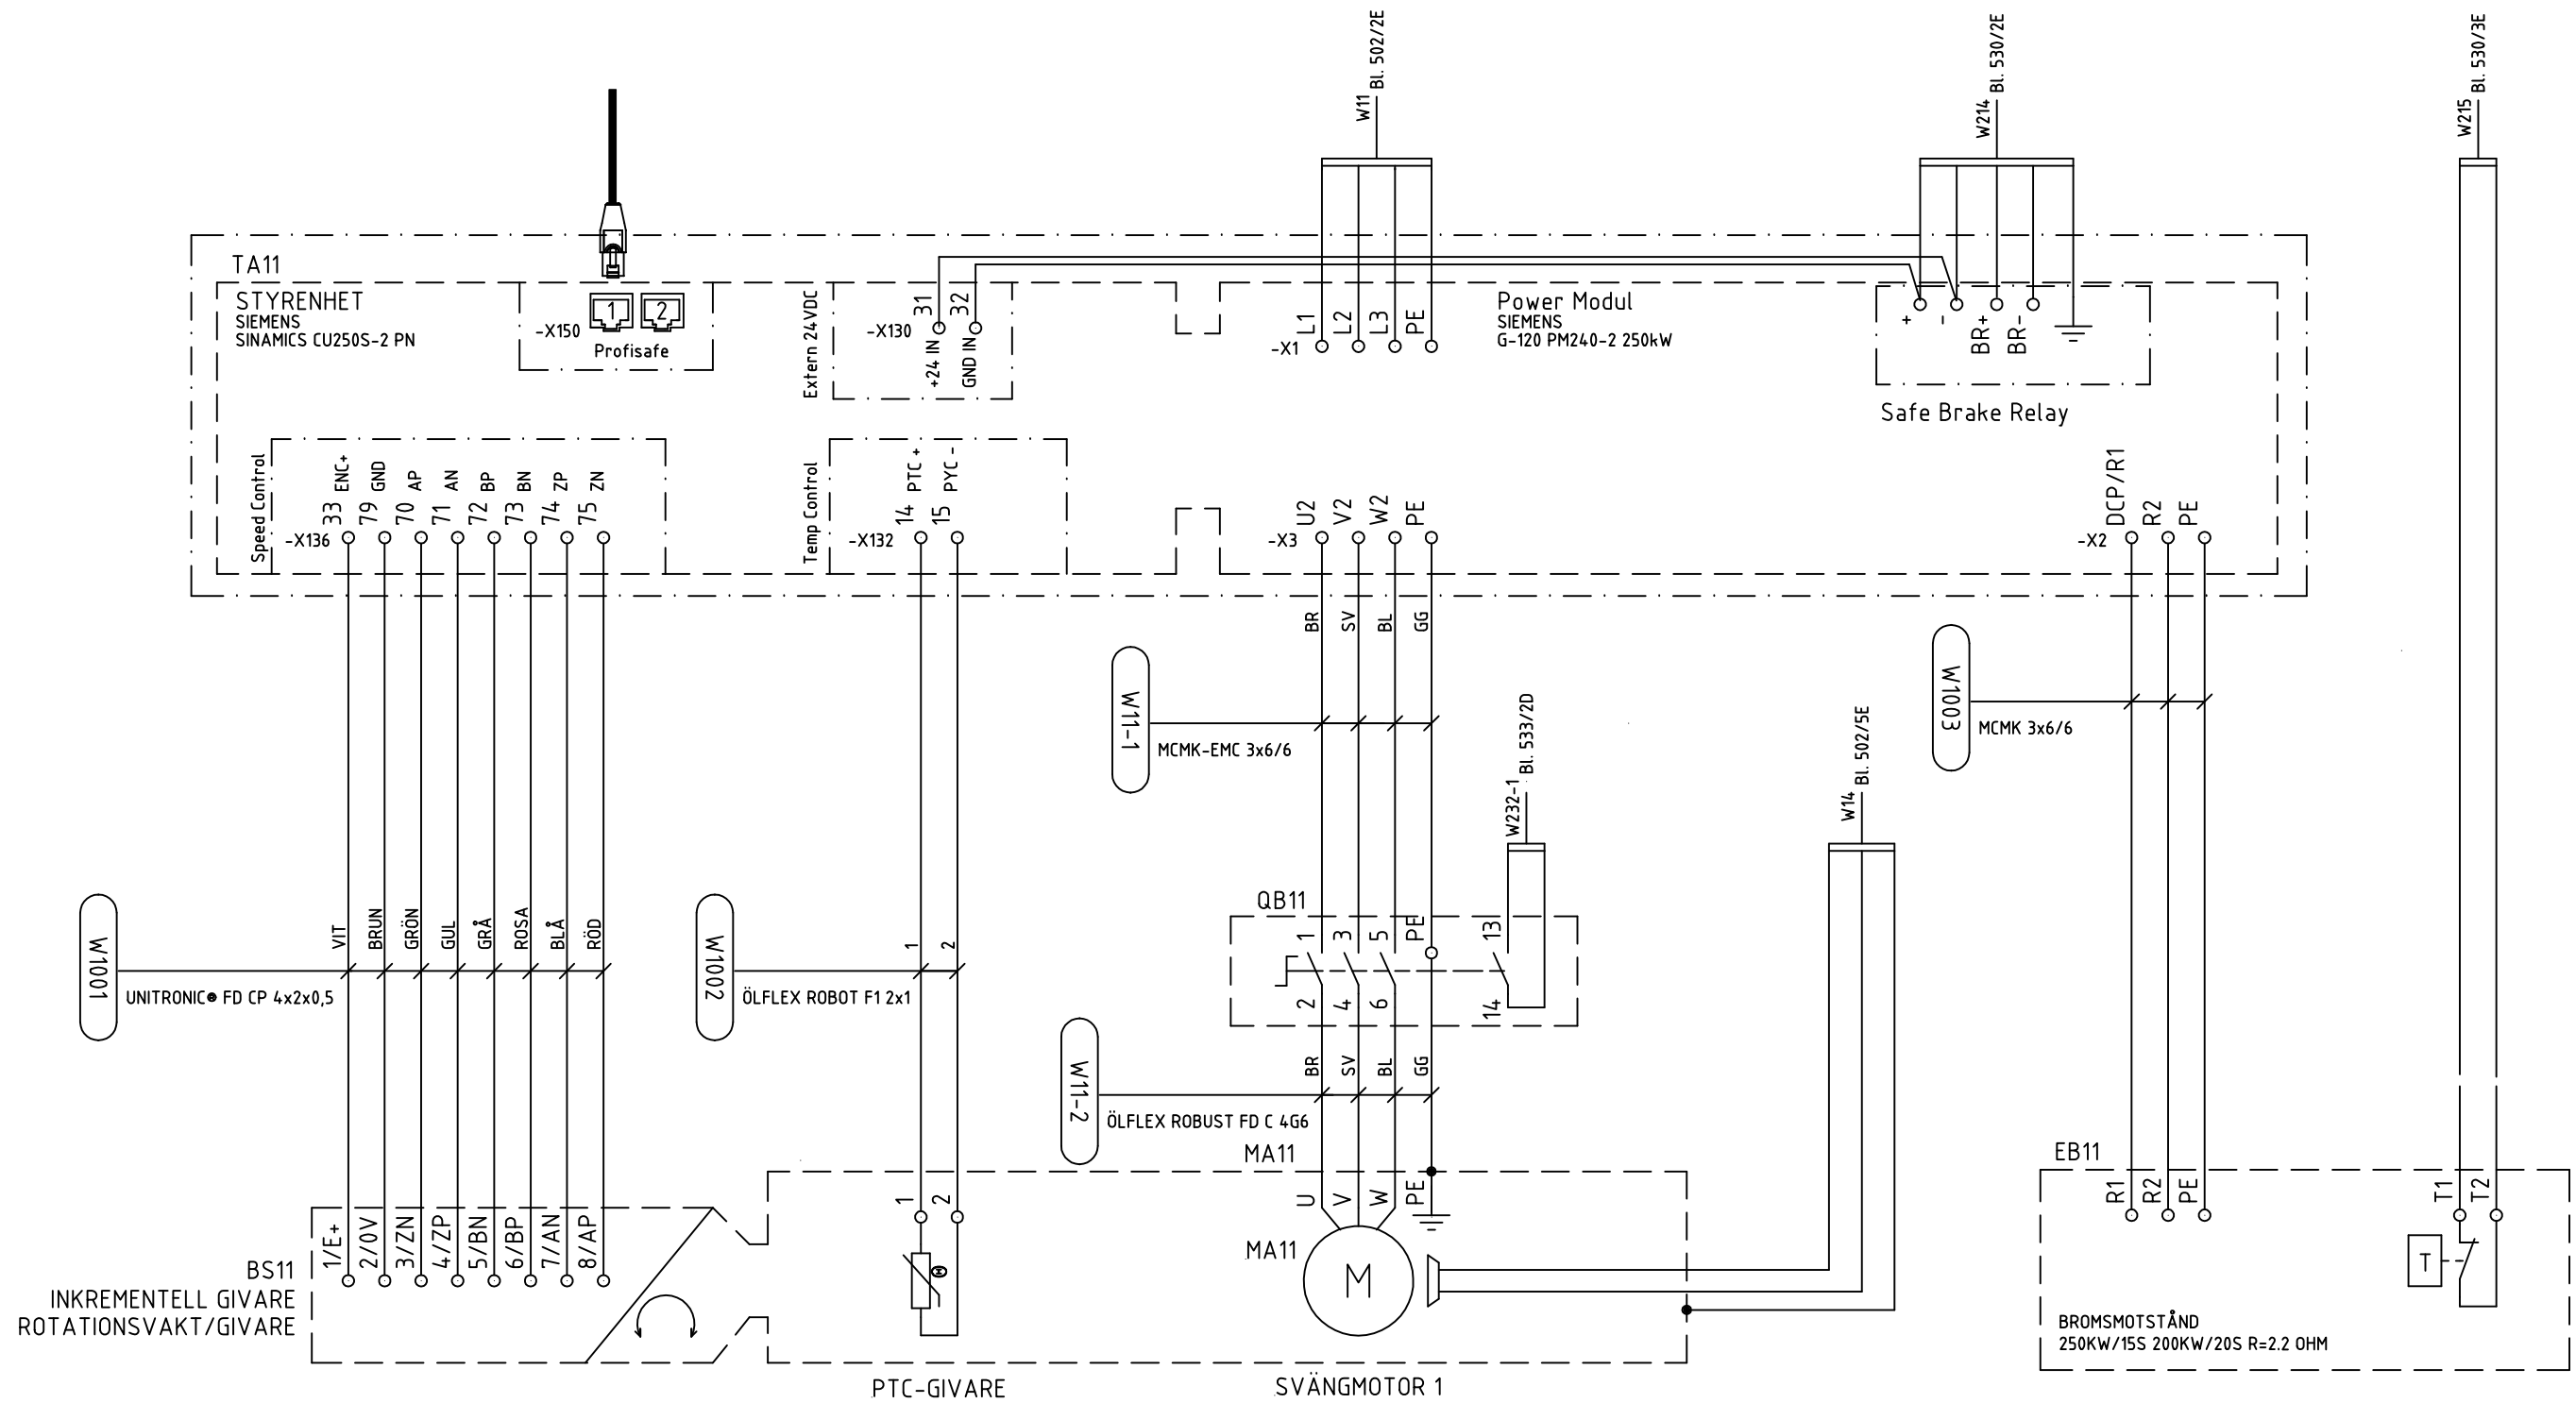 W11 Bl. 502/2E
W214 Bl. 530/2E
W215 Bl. 530/3E
TA11
STYRENHET
SIEMENS
SINAMICS CU250S-2 PN
-X150
1
2
Profisafe
Extern 24VDC
-X130
31
32
+24 IN
GND IN
-X1
L1
L2
L3
PE
Power Modul
SIEMENS
G-120 PM240-2 250kW
+
-
BR+
BR-
Safe Brake Relay
Speed Control
-X136
33 ENC+
79 GND
70 AP
71 AN
72 BP
73 BN
74 ZP
75 ZN
Temp Control
-X132
14 PTC +
15 PYC -
-X3
U2
V2
W2
PE
-X2
DCP/R1
R2
PE
BR
SV
BL
GG
W11-1
MCMK-EMC 3x6/6
W1003
MCMK 3x6/6
W232-1 Bl. 533/2D
W14 Bl. 502/5E
W1001
UNITRONIC® FD CP 4x2x0,5
VIT
BRUN
GRÖN
GUL
GRÅ
ROSA
BLÅ
RÖD
W1002
ÖLFLEX ROBOT F1 2x1
1
2
QB11
1
3
5
PE
13
2
4
6
14
BR
SV
BL
GG
W11-2
ÖLFLEX ROBUST FD C 4G6
MA11
U
V
W
PE
MA11
M
1
2
Θ
BS11
INKREMENTELL GIVARE
ROTATIONSVAKT/GIVARE
1/E+
2/0V
3/ZN
4/ZP
5/BN
6/BP
7/AN
8/AP
PTC-GIVARE
SVÄNGMOTOR 1
EB11
R1
R2
PE
T1
T2
T
BROMSMOTSTÅND
250KW/15S 200KW/20S R=2.2 OHM